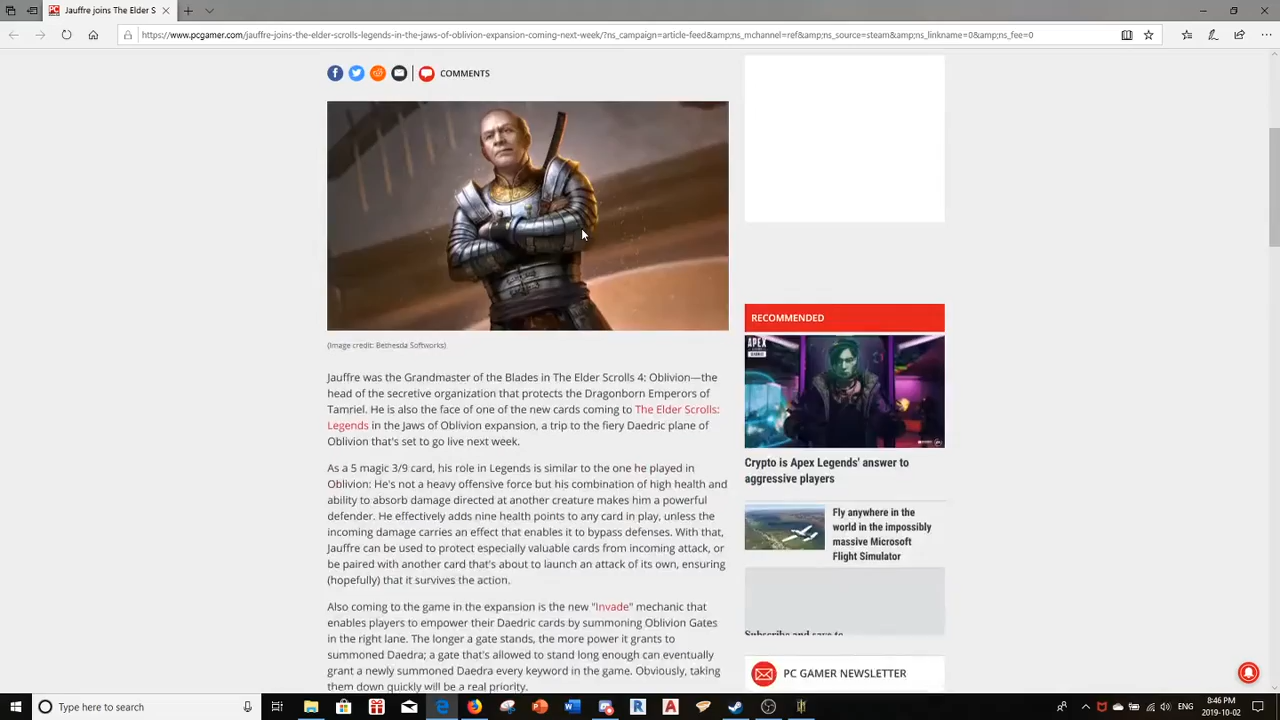 Jauffre joins The Elder S
https://www.pcgamer.com/jauffre-joins-the-elder-scrolls-legends-in-the-jaws-of-oblivion-expansion-coming-next-week/?ns_campaign=article-feed&amp;ns_mchannel=ref&amp;ns_source=steam&amp;ns_linkname=0&amp;ns_fee=0
COMMENTS
(Image credit: Bethesda Softworks)
Jauffre was the Grandmaster of the Blades in The Elder Scrolls 4: Oblivion—the
head of the secretive organization that protects the Dragonborn Emperors of
Tamriel. He is also the face of one of the new cards coming to The Elder Scrolls:
Legends in the Jaws of Oblivion expansion, a trip to the fiery Daedric plane of
Oblivion that's set to go live next week.
As a 5 magic 3/9 card, his role in Legends is similar to the one he played in
Oblivion: He's not a heavy offensive force but his combination of high health and
ability to absorb damage directed at another creature makes him a powerful
defender. He effectively adds nine health points to any card in play, unless the
incoming damage carries an effect that enables it to bypass defenses. With that,
Jauffre can be used to protect especially valuable cards from incoming attack, or
be paired with another card that's about to launch an attack of its own, ensuring
(hopefully) that it survives the action.
Also coming to the game in the expansion is the new "Invade" mechanic that
enables players to empower their Daedric cards by summoning Oblivion Gates
in the right lane. The longer a gate stands, the more power it grants to
summoned Daedra; a gate that's allowed to stand long enough can eventually
grant a newly summoned Daedra every keyword in the game. Obviously, taking
them down quickly will be a real priority.
RECOMMENDED
APEX
Crypto is Apex Legends' answer to
aggressive players
Fly anywhere in the
world in the impossibly
massive Microsoft
Flight Simulator
Subscribe and save to
PC GAMER NEWSLETTER
Type here to search
8:46 PM
2019-10-02